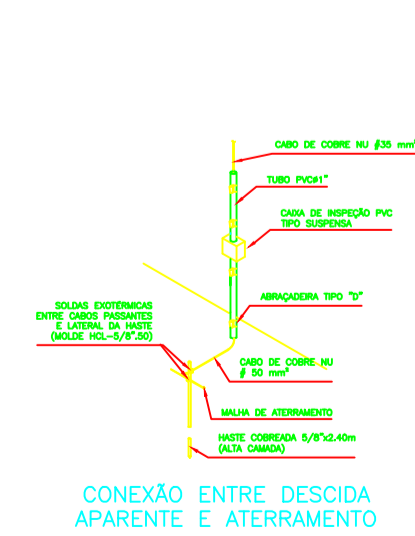 CABO DE COBRE NU ∅35 mm²
TUBO PVCø1"
CAIXA DE INSPEÇÃO PVC
TIPO SUSPENSA
ABRAÇADEIRA TIPO "D"
SOLDAS EXOTÉRMICAS
ENTRE CABOS PASSANTES
E LATERAL DA HASTE
(MOLDE HCL-5/8".50)
CABO DE COBRE NU
∅ 50 mm²
MALHA DE ATERRAMENTO
HASTE COBREADA 5/8"x2.40m
(ALTA CAMADA)
CONEXÃO ENTRE DESCIDA
APARENTE E ATERRAMENTO